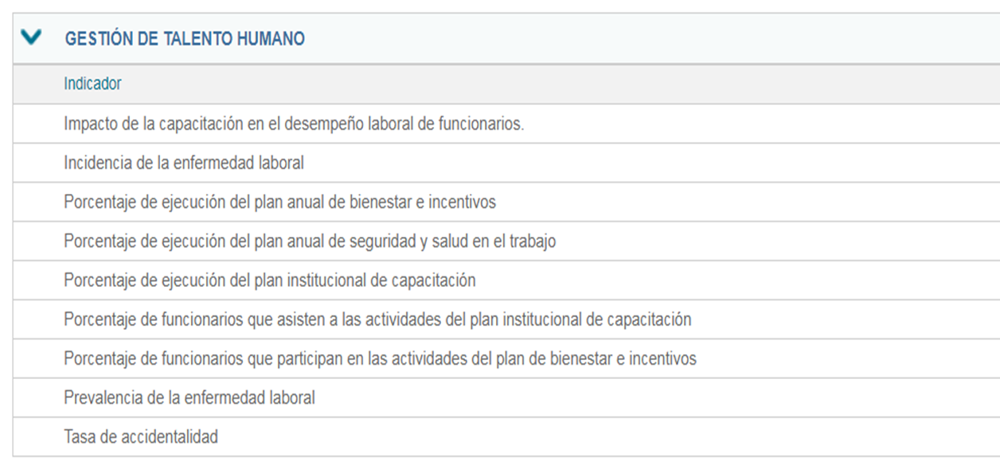 GESTIÓN DE TALENTO HUMANO
Indicador
Impacto de la capacitación en el desempeño laboral de funcionarios.
Incidencia de la enfermedad laboral
Porcentaje de ejecución del plan anual de bienestar e incentivos
Porcentaje de ejecución del plan anual de seguridad y salud en el trabajo
Porcentaje de ejecución del plan institucional de capacitación
Porcentaje de funcionarios que asisten a las actividades del plan institucional de capacitación
Porcentaje de funcionarios que participan en las actividades del plan de bienestar e incentivos
Prevalencia de la enfermedad laboral
Tasa de accidentalidad